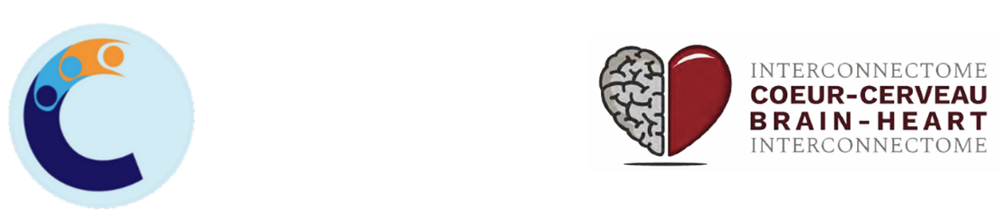 INTERCONNECTOME
COEUR-CERVEAU
BRAIN-HEART
INTERCONNECTOME